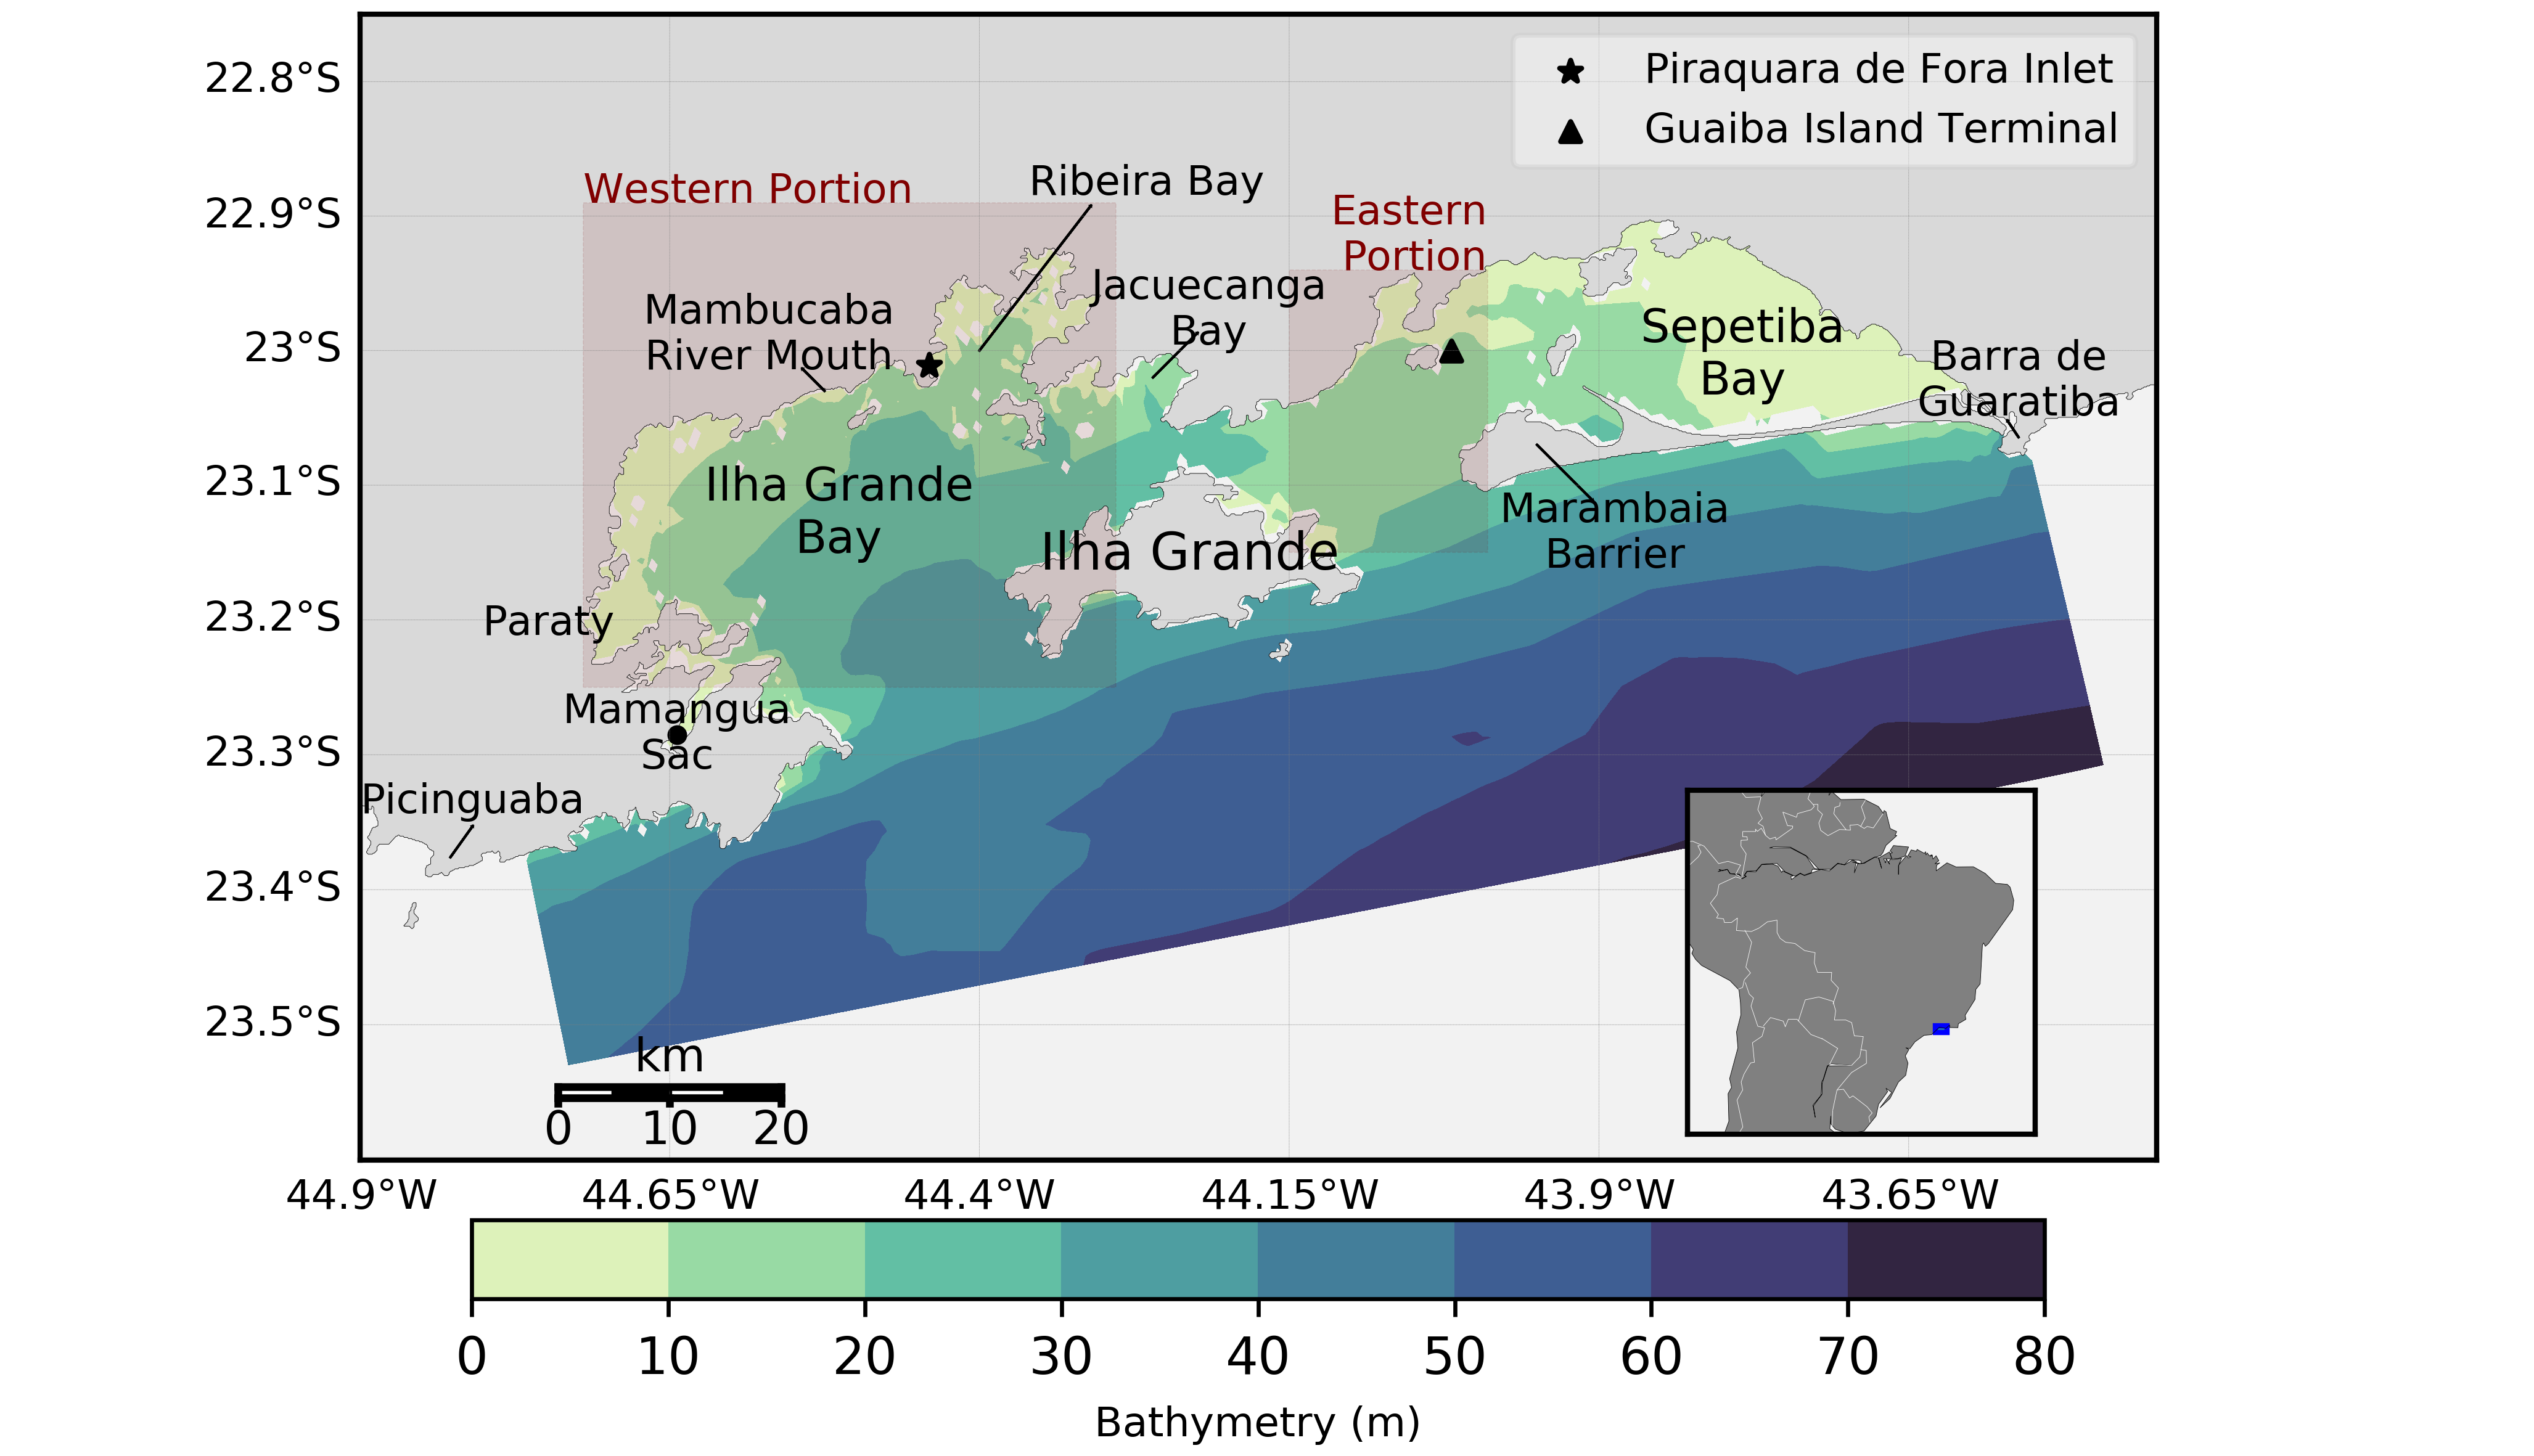 22.8°S
22.9°S
23°S
23.1°S
23.2°S
23.3°S
23.4°S
23.5°S
Piraquara de Fora Inlet
Guaiba Island Terminal
Western Portion
Ribeira Bay
Eastern
Portion
Jacuecanga
Bay
Mambucaba
River Mouth
Sepetiba
Bay
Barra de
Guaratiba
Ilha Grande
Bay
Ilha Grande
Marambaia
Barrier
Paraty
Mamangua
Sac
Picinguaba
km
0 10 20
44.9°W 44.65°W 44.4°W 44.15°W 43.9°W 43.65°W
0 10 20 30 40 50 60 70 80
Bathymetry (m)